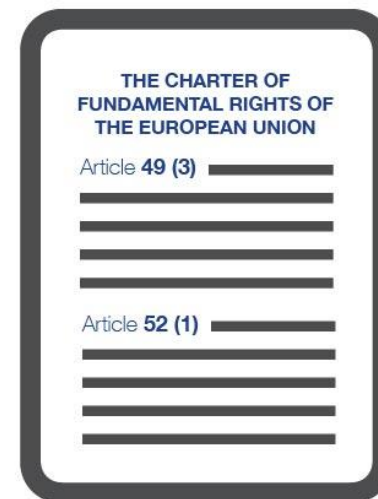 THE CHARTER OF
FUNDAMENTAL RIGHTS OF
THE EUROPEAN UNION
Article 49 (3)
Article 52 (1)